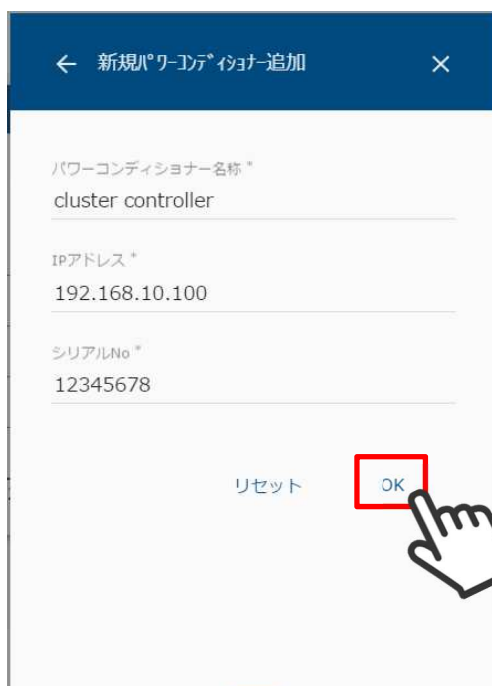 ← 新規ﾊﾟﾜｰｺﾝﾃﾞｨｼｮﾅｰ追加 ×
パワーコンディショナー名称 *
cluster controller
IPアドレス *
192.168.10.100
シリアルNo *
12345678
リセット OK